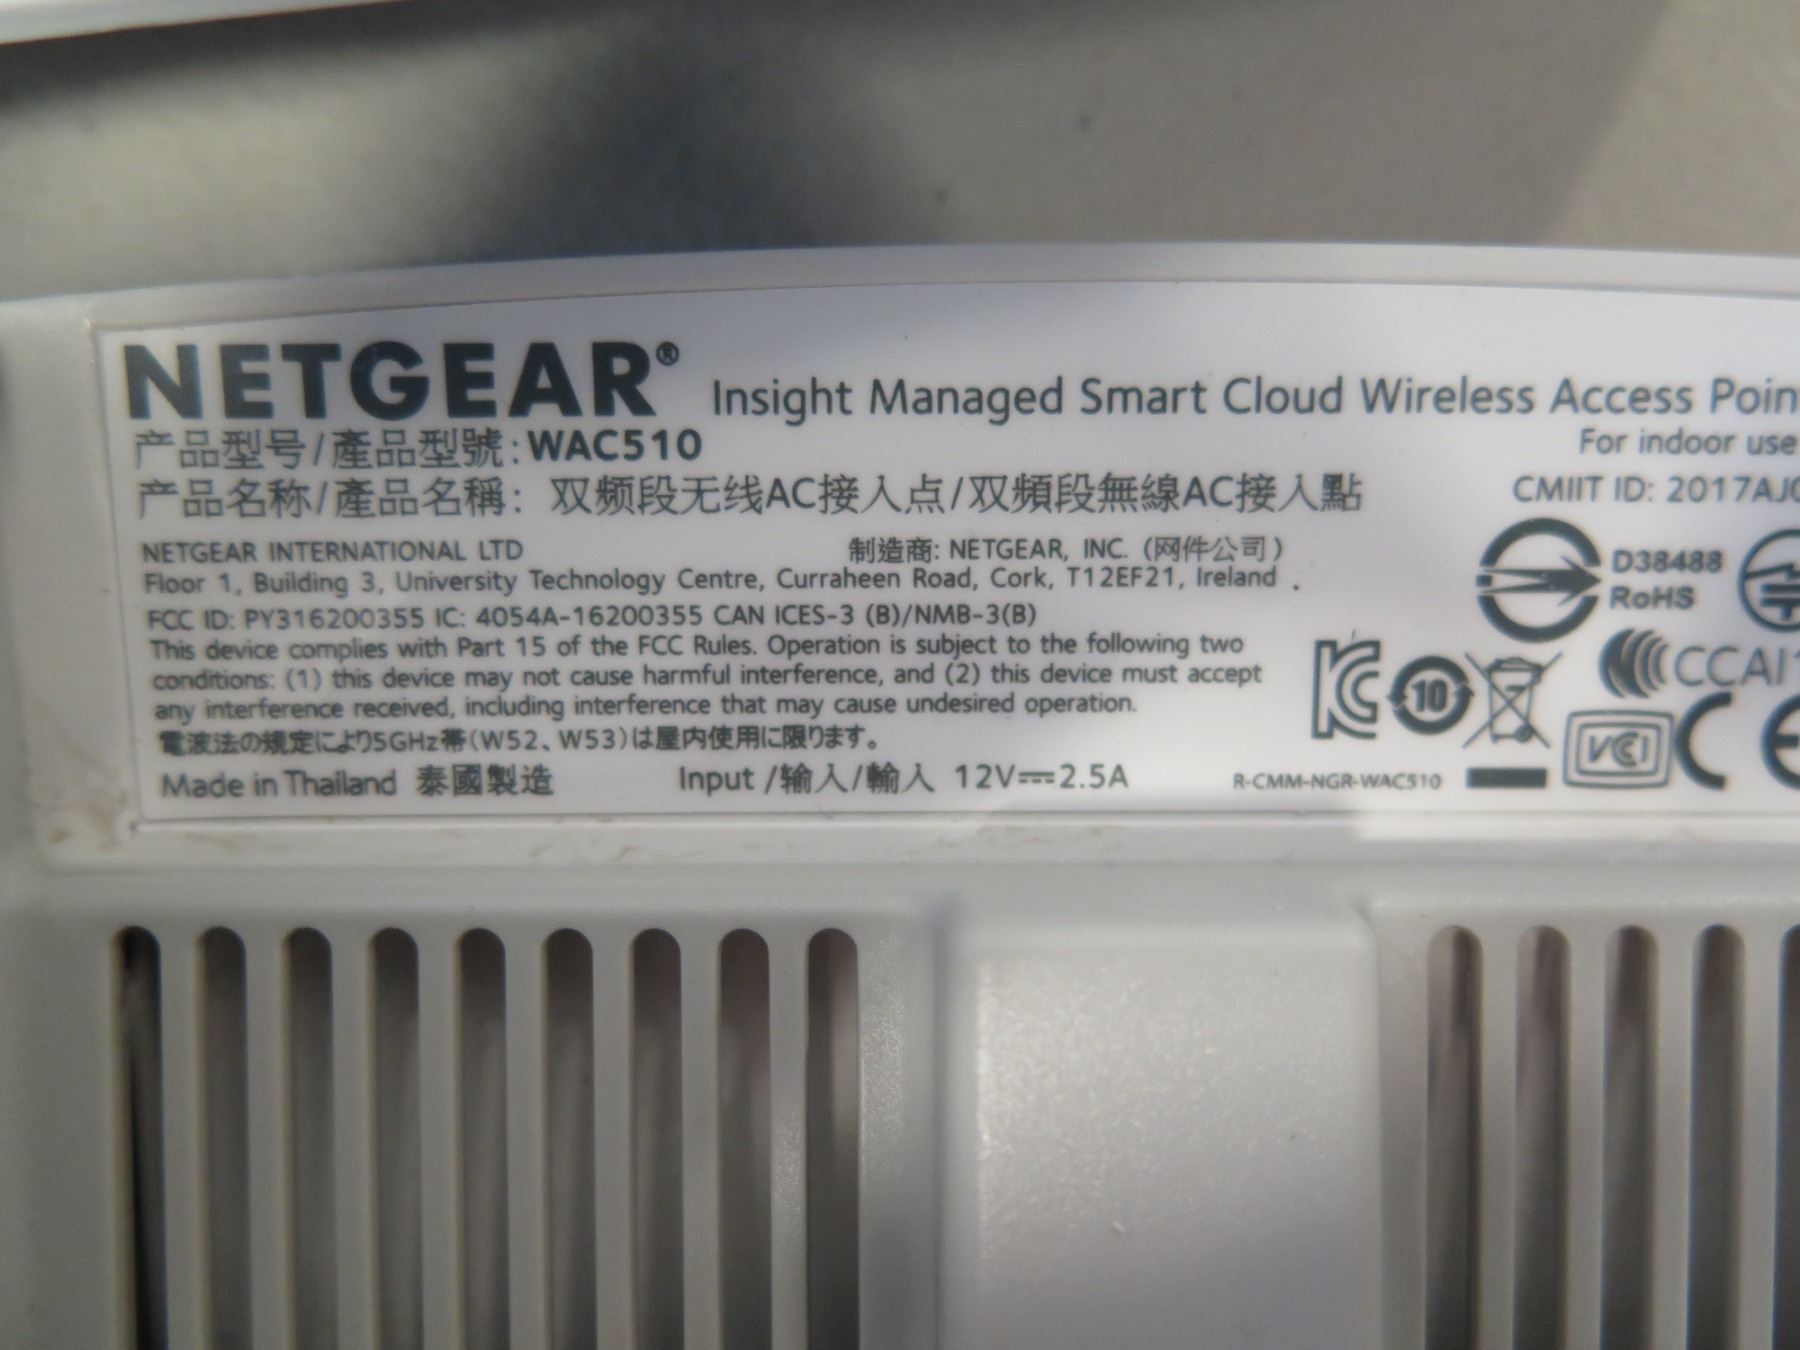 NETGEAR® Insight Managed Smart Cloud Wireless Access Poin
产品型号/產品型號: WAC510
For indoor use
产品名称/產品名稱: 双频段无线AC接入点/双頻段無線AC接入點
CMIIT ID: 2017AJ0
NETGEAR INTERNATIONAL LTD
制造商: NETGEAR, INC. (网件公司)
Floor 1, Building 3, University Technology Centre, Curraheen Road, Cork, T12EF21, Ireland .
D38488
RoHS
FCC ID: PY316200355 IC: 4054A-16200355 CAN ICES-3 (B)/NMB-3(B)
This device complies with Part 15 of the FCC Rules. Operation is subject to the following two
conditions: (1) this device may not cause harmful interference, and (2) this device must accept
any interference received, including interference that may cause undesired operation.
CCAI
10
VCI
CE
電波法の規定により5GHz帯(W52、W53)は屋内使用に限ります。
Made in Thailand 泰國製造
Input /输入/輸入 12V⎓2.5A
R-CMM-NGR-WAC510